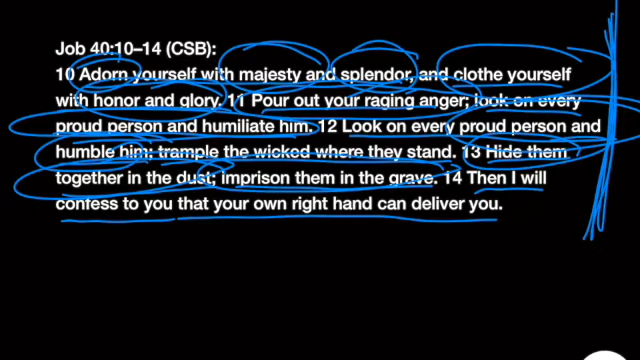 Job 40:10–14 (CSB):
10 Adorn yourself with majesty and splendor, and clothe yourself
with honor and glory. 11 Pour out your raging anger; look on every
proud person and humiliate him. 12 Look on every proud person and
humble him; trample the wicked where they stand. 13 Hide them
together in the dust; imprison them in the grave. 14 Then I will
confess to you that your own right hand can deliver you.